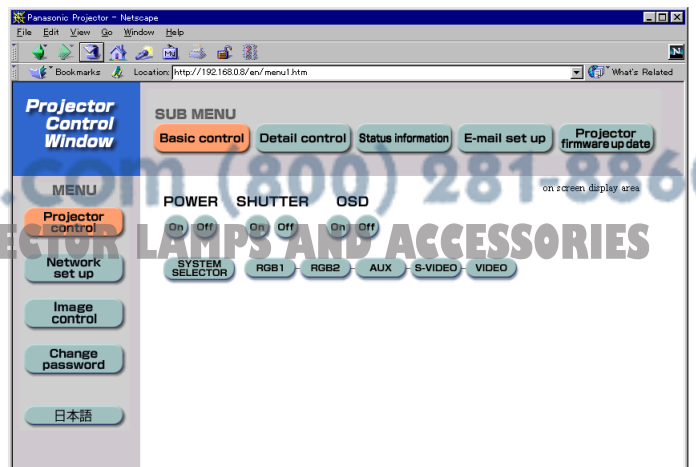 Panasonic Projector - Netscape
File Edit View Go Window Help
My
N
Bookmarks Location: http://192.168.0.8/en/menu1.htm What's Related
Projector
Control
Window
SUB MENU
Basic control Detail control Status information E-mail set up Projector
firmware up date
.com (800) 281-886
on screen display area
MENU
Projector
control
Network
set up
Image
control
Change
password
日本語
POWER SHUTTER OSD
On Off On Off On Off
ECTOR LAMPS AND ACCESSORIES
SYSTEM
SELECTOR RGB1 RGB2 AUX S-VIDEO VIDEO